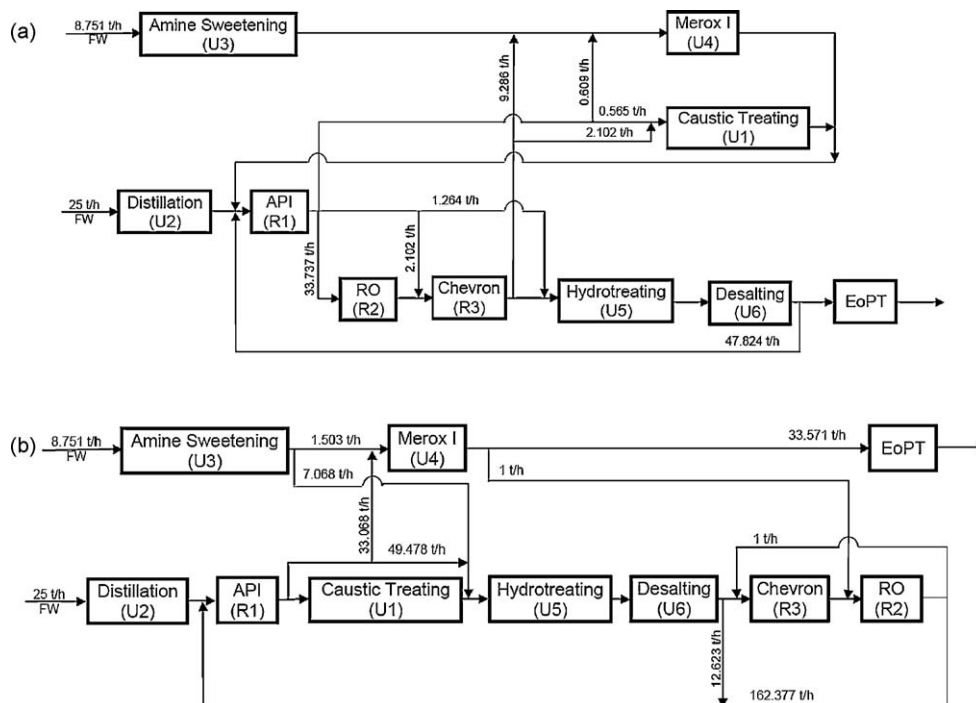 (a)
8.751 t/h
FW
Amine Sweetening
(U3)
Merox I
(U4)
9.286 t/h
0.609 t/h
0.565 t/h
2.102 t/h
Caustic Treating
(U1)
25 t/h
FW
Distillation
(U2)
API
(R1)
1.264 t/h
33.737 t/h
2.102 t/h
RO
(R2)
Chevron
(R3)
Hydrotreating
(U5)
Desalting
(U6)
EoPT
47.824 t/h
(b)
8.751 t/h
FW
Amine Sweetening
(U3)
1.503 t/h
Merox I
(U4)
33.571 t/h
EoPT
7.068 t/h
1 t/h
33.068 t/h
49.478 t/h
1 t/h
25 t/h
FW
Distillation
(U2)
API
(R1)
Caustic Treating
(U1)
Hydrotreating
(U5)
Desalting
(U6)
Chevron
(R3)
RO
(R2)
12.623 t/h
162.377 t/h